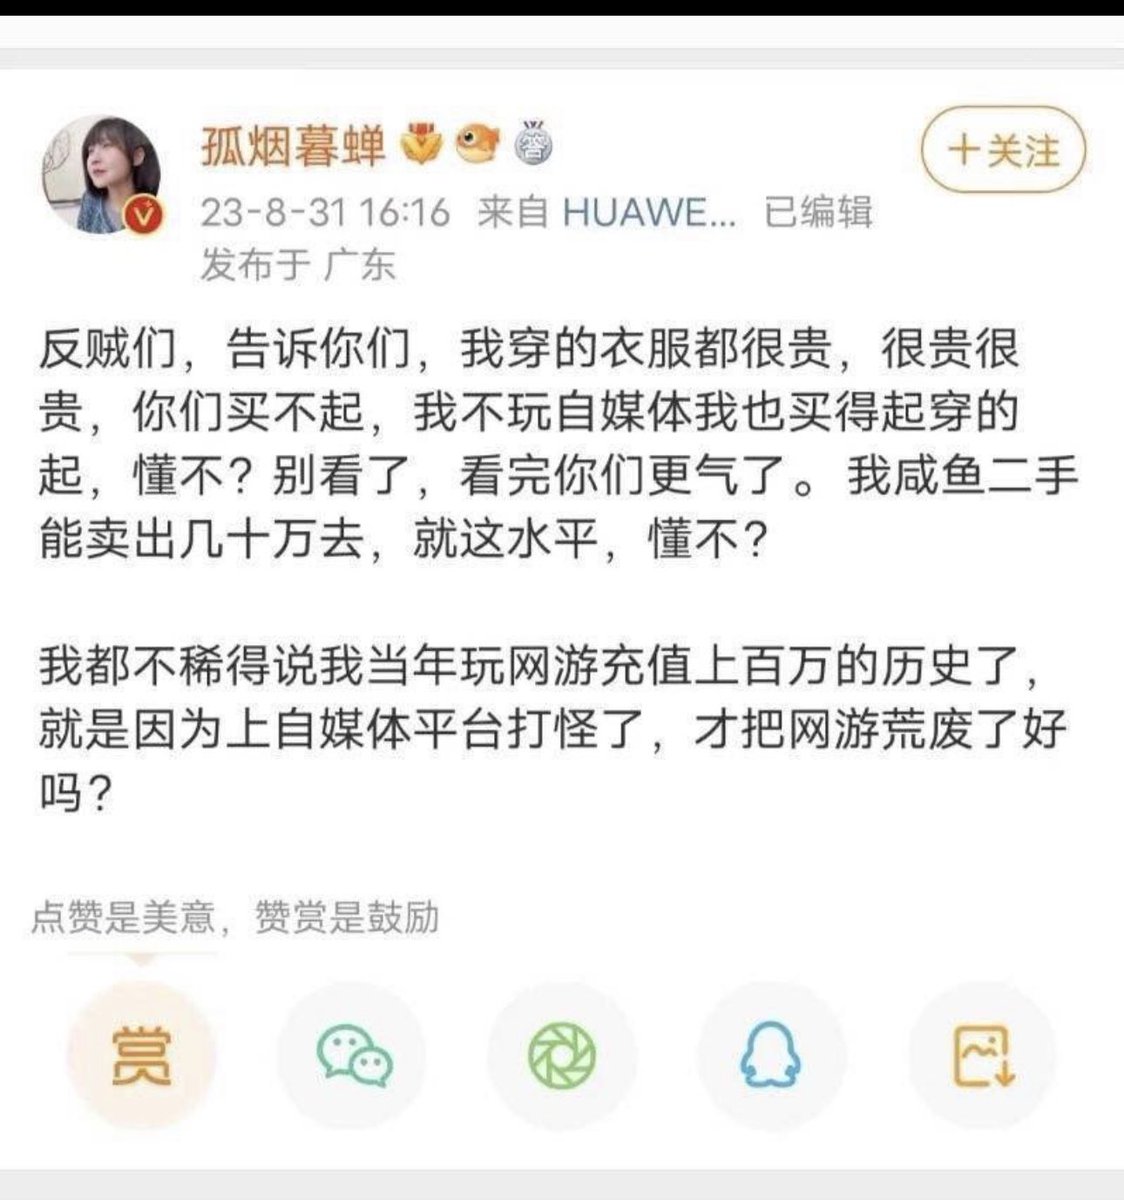 孤烟暮蝉
十关注
23-8-31 16:16 来自 HUAWE... 已编辑
发布于 广东
反贼们，告诉你们，我穿的衣服都很贵，很贵很
贵，你们买不起，我不玩自媒体我也买得起穿的
起，懂不？别看了，看完你们更气了。我咸鱼二手
能卖出几十万去，就这水平，懂不？
我都不稀得说我当年玩网游充值上百万的历史了，
就是因为上自媒体平台打怪了，才把网游荒废了好
吗？
点赞是美意，赞赏是鼓励
赏